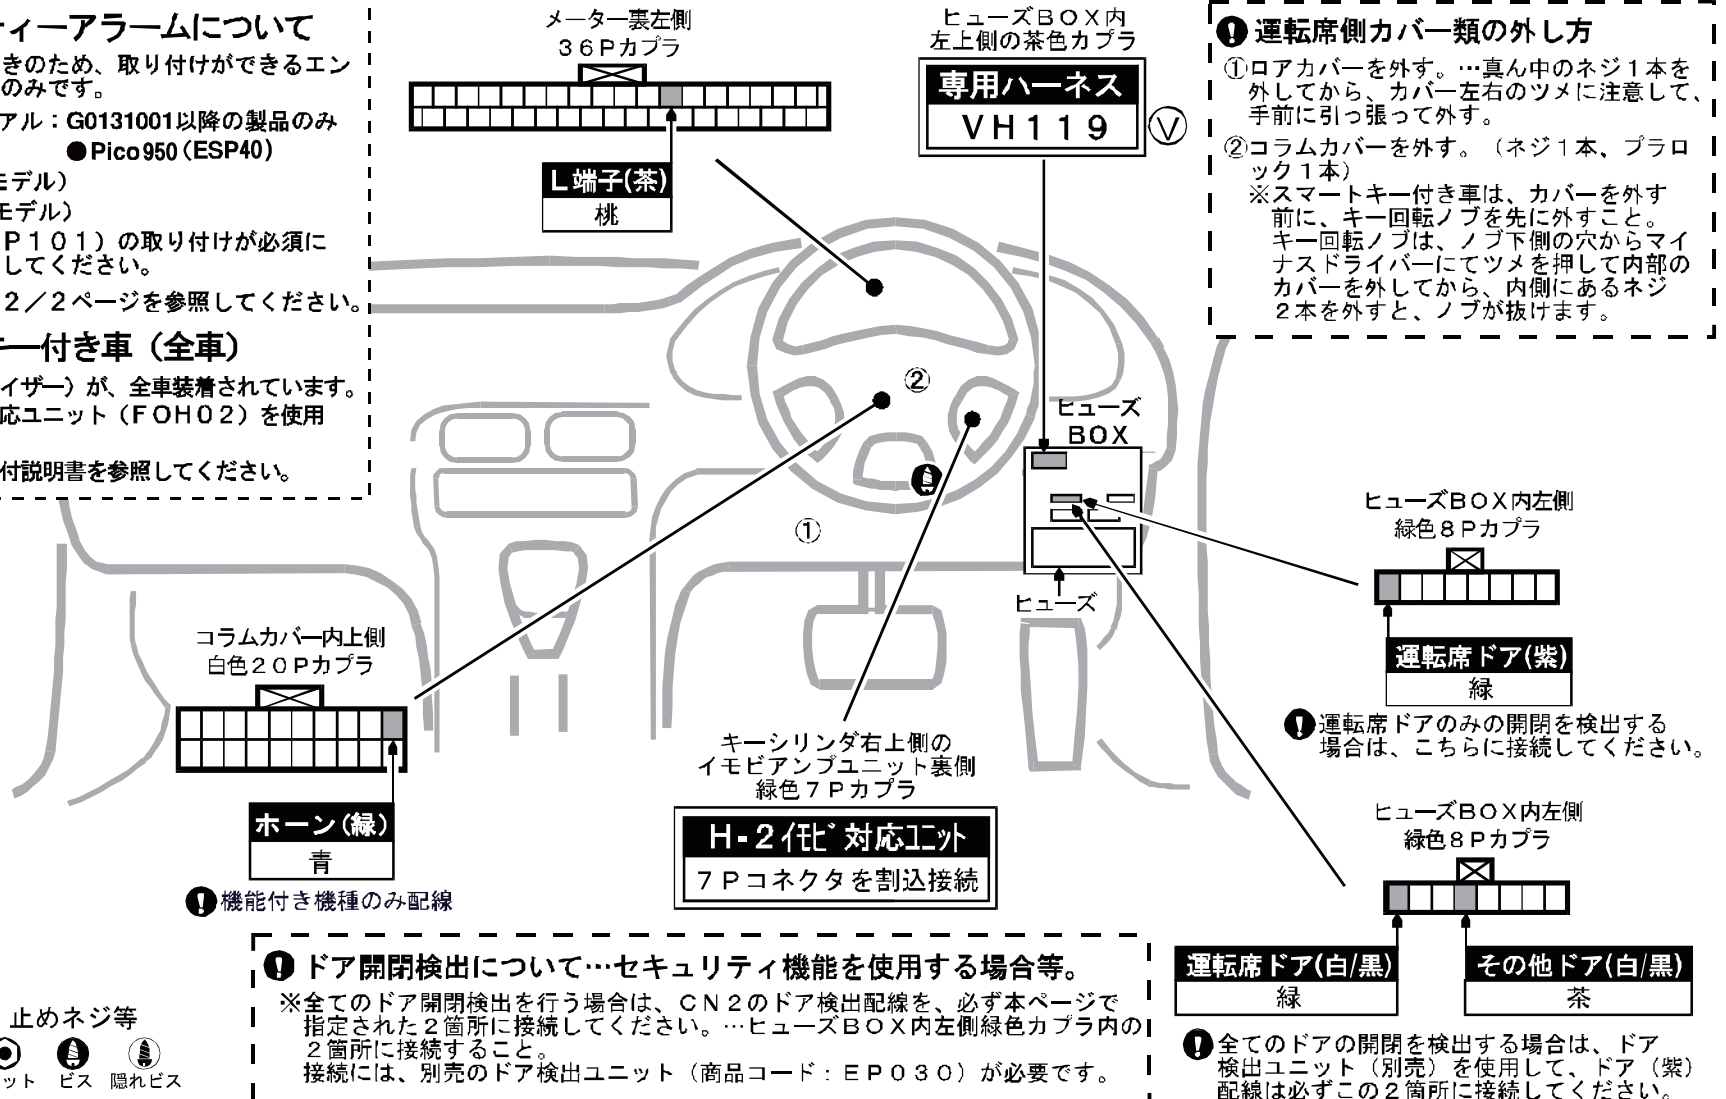 ィーアラームについて
きのため、取り付けができるエン
のみです。
アル：G0131001以降の製品のみ
●Pico950（ESP40）
モデル）
モデル）
P１０１）の取り付けが必須に
してください。
２／２ページを参照してください。
キー付き車（全車）
イザー）が、全車装着されています。
応ユニット（FOH０２）を使用
付説明書を参照してください。
メーター裏左側
３６Pカプラ
L端子(茶)
桃
ヒューズBOX内
左上側の茶色カプラ
専用ハーネス
VH119
V
運転席側カバー類の外し方
①ロアカバーを外す。…真ん中のネジ１本を
外してから、カバー左右のツメに注意して、
手前に引っ張って外す。
②コラムカバーを外す。（ネジ１本、プラロ
ック１本）
※スマートキー付き車は、カバーを外す
前に、キー回転ノブを先に外すこと。
キー回転ノブは、ノブ下側の穴からマイ
ナスドライバーにてツメを押して内部の
カバーを外してから、内側にあるネジ
２本を外すと、ノブが抜けます。
②
①
ヒューズ
BOX
ヒューズ
ヒューズBOX内左側
緑色８Pカプラ
運転席ドア(紫)
緑
運転席ドアのみの開閉を検出する
場合は、こちらに接続してください。
コラムカバー内上側
白色２０Pカプラ
ホーン(緑)
青
機能付き機種のみ配線
キーシリンダ右上側の
イモビアンプユニット裏側
緑色７Pカプラ
H-2ｲﾓﾋﾞ対応ﾕﾆｯﾄ
７Pコネクタを割込接続
ヒューズBOX内左側
緑色８Pカプラ
運転席ドア(白/黒)
緑
その他ドア(白/黒)
茶
全てのドアの開閉を検出する場合は、ドア
検出ユニット（別売）を使用して、ドア（紫）
配線は必ずこの２箇所に接続してください。
ドア開閉検出について…セキュリティ機能を使用する場合等。
※全てのドア開閉検出を行う場合は、CN２のドア検出配線を、必ず本ページで
指定された２箇所に接続してください。…ヒューズBOX内左側緑色カプラ内の
２箇所に接続すること。
接続には、別売のドア検出ユニット（商品コード：EP０３０）が必要です。
止めネジ等
ット ビス 隠れビス